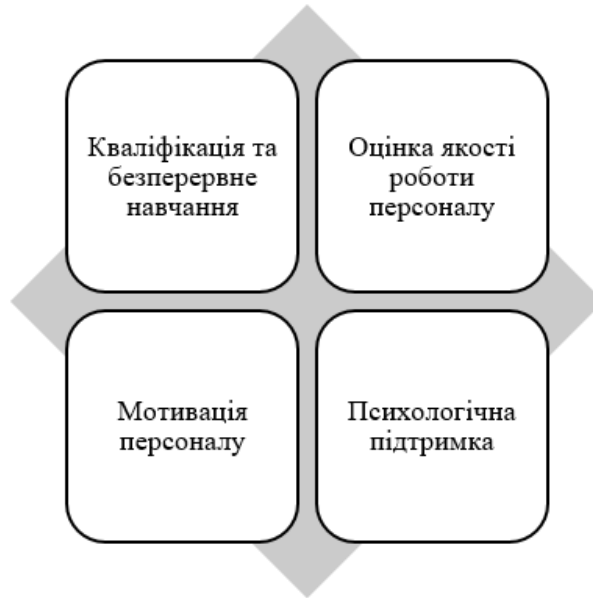 Кваліфікація та
безперервне
навчання
Оцінка якості
роботи
персоналу
Мотивація
персоналу
Психологічна
підтримка